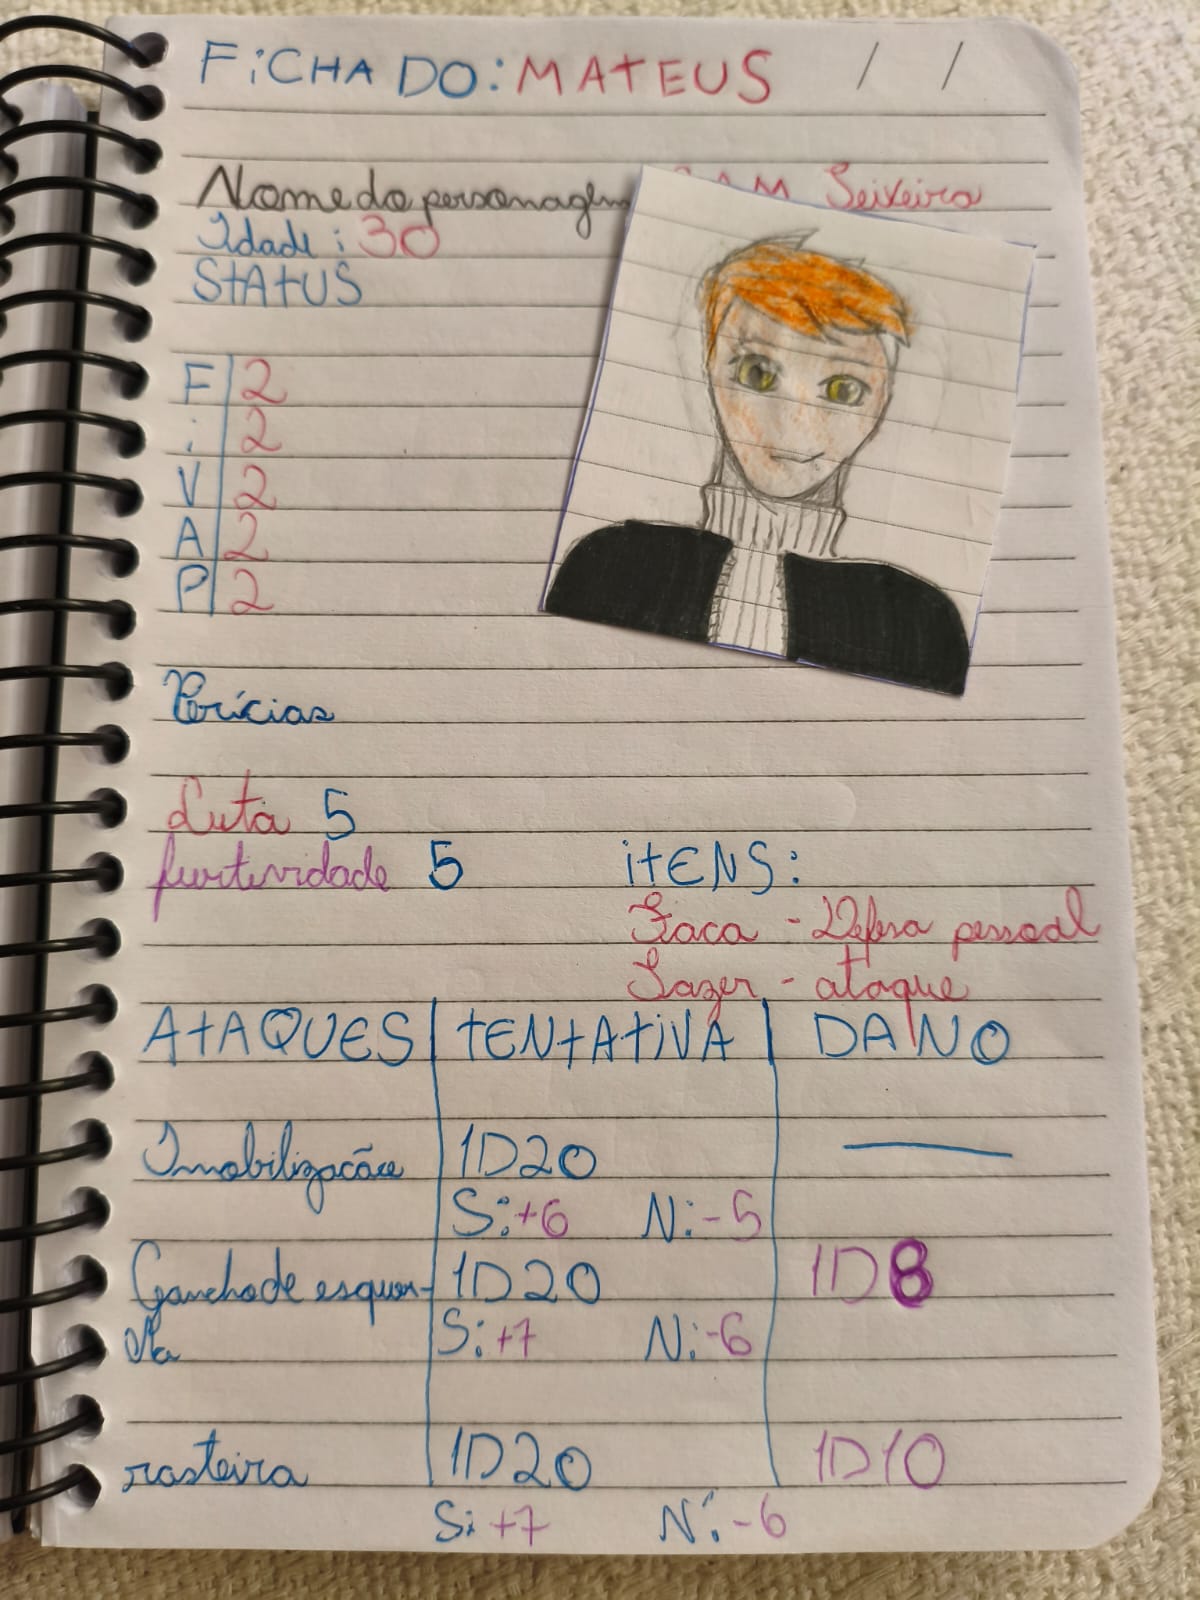 FiCHA DO: MATEUS / /
Nome do personagem SAM Teixeira
Idade : 30
StAtUS
F 2
i 2
V 2
A 2
P 2
Perícias
Luta 5
furtividade 5
itENS:
Faca - Defesa pessoal
Lazer - ataque
AtAQUES tENtAtiVA DANO
Imobilização 1D20 —
S:+6 N:-5
Gancho de esquer- 1D20 1D8
da S:+7 N:-6
rasteira 1D20 1D10
S:+7 N:-6